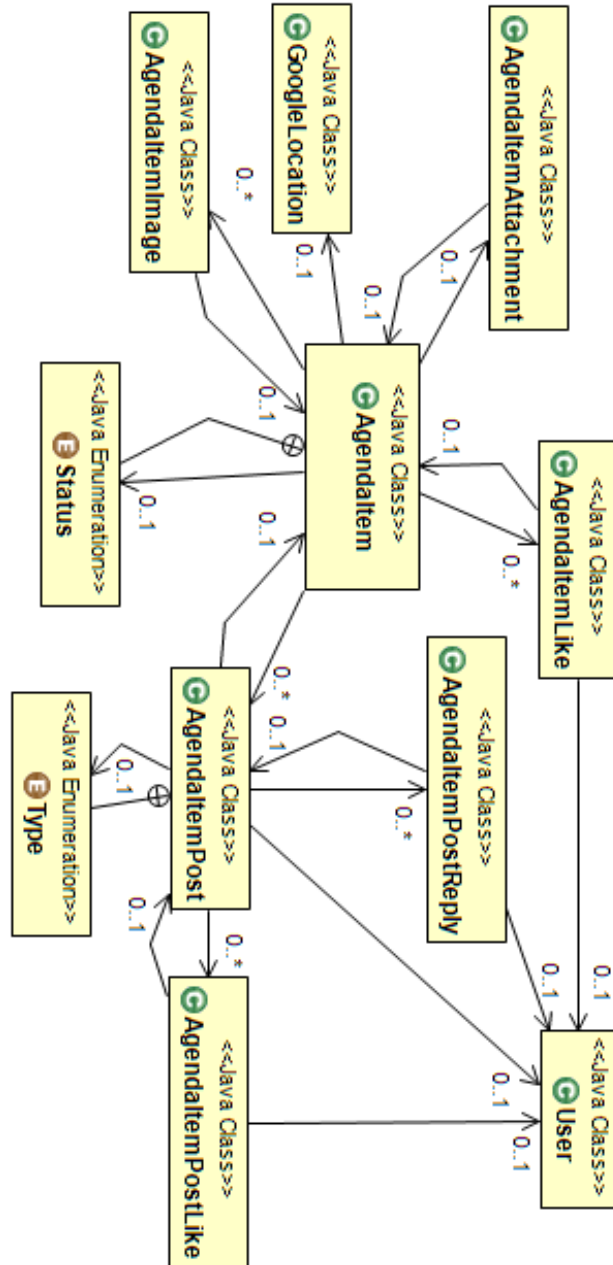 <<Java Class>>
C AgendaItemAttachment
<<Java Class>>
C AgendaItemLike
<<Java Class>>
C User
0..1
0..1
0..1
0..1
0..1
0..*
0..1
0..1
0..1
<<Java Class>>
C GoogleLocation
0..1
<<Java Class>>
C AgendaItem
<<Java Class>>
C AgendaItemPostReply
0..*
0..1
<<Java Class>>
C AgendaItemImage
0..*
0..1
0..1
0..*
<<Java Class>>
C AgendaItemPost
0..*
<<Java Class>>
C AgendaItemPostLike
0..1
0..1
0..1
<<Java Enumeration>>
E Status
<<Java Enumeration>>
E Type